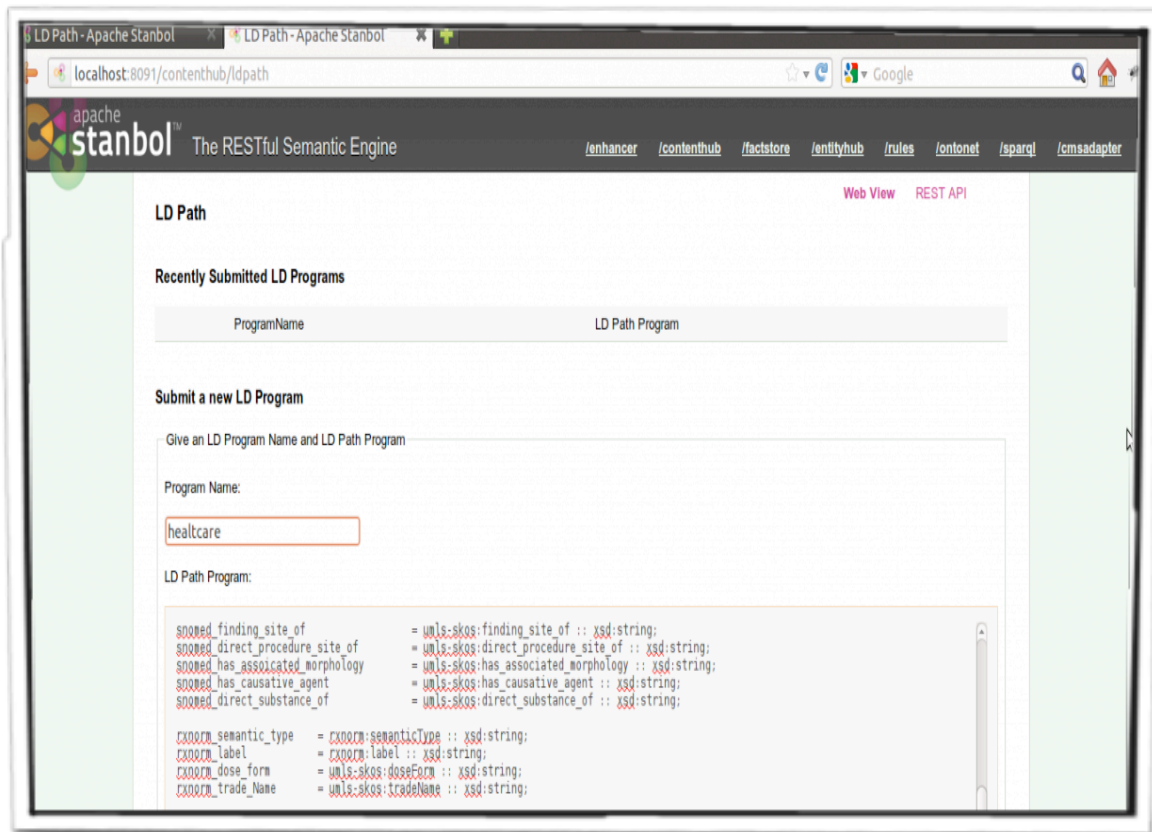 LD Path - Apache Stanbol LD Path - Apache Stanbol
localhost:8091/contenthub/ldpath Google
apache
stanbol™ The RESTful Semantic Engine /enhancer /contenthub /factstore /entityhub /rules /ontonet /sparql /cmsadapter
Web View REST API
LD Path
Recently Submitted LD Programs
ProgramName LD Path Program
Submit a new LD Program
Give an LD Program Name and LD Path Program
Program Name:
healtcare
LD Path Program:
snomed_finding_site_of = umls-skos:finding_site_of :: xsd:string;
snomed_direct_procedure_site_of = umls-skos:direct_procedure_site_of :: xsd:string;
snomed_has_assoicated_morphology = umls-skos:has_associated_morphology :: xsd:string;
snomed_has_causative_agent = umls-skos:has_causative_agent :: xsd:string;
snomed_direct_substance_of = umls-skos:direct_substance_of :: xsd:string;
rxnorm_semantic_type = rxnorm:semanticType :: xsd:string;
rxnorm_label = rxnorm:label :: xsd:string;
rxnorm_dose_form = umls-skos:doseForm :: xsd:string;
rxnorm_trade_Name = umls-skos:tradeName :: xsd:string;